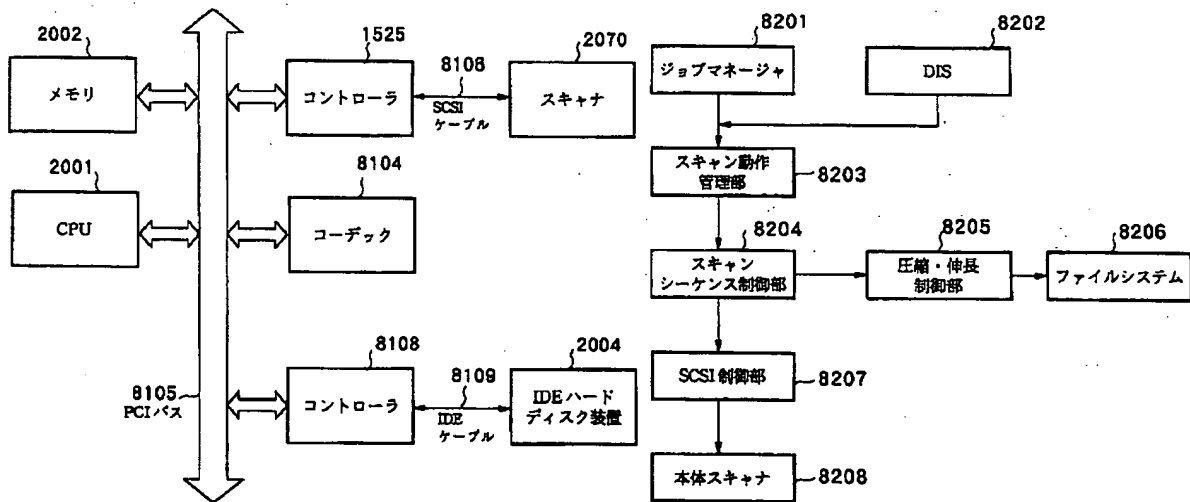 2002
メモリ
2001
CPU
8105
PCIバス
1525
コントローラ
8108
SCSI
ケーブル
2070
スキャナ
8104
コーデック
8108
コントローラ
8109
IDE
ケーブル
2004
IDEハード
ディスク装置
8201
ジョブマネージャ
8202
DIS
スキャン動作
管理部
8203
8204
スキャン
シーケンス制御部
8205
圧縮・伸長
制御部
8206
ファイルシステム
SCSI制御部
8207
本体スキャナ
8208